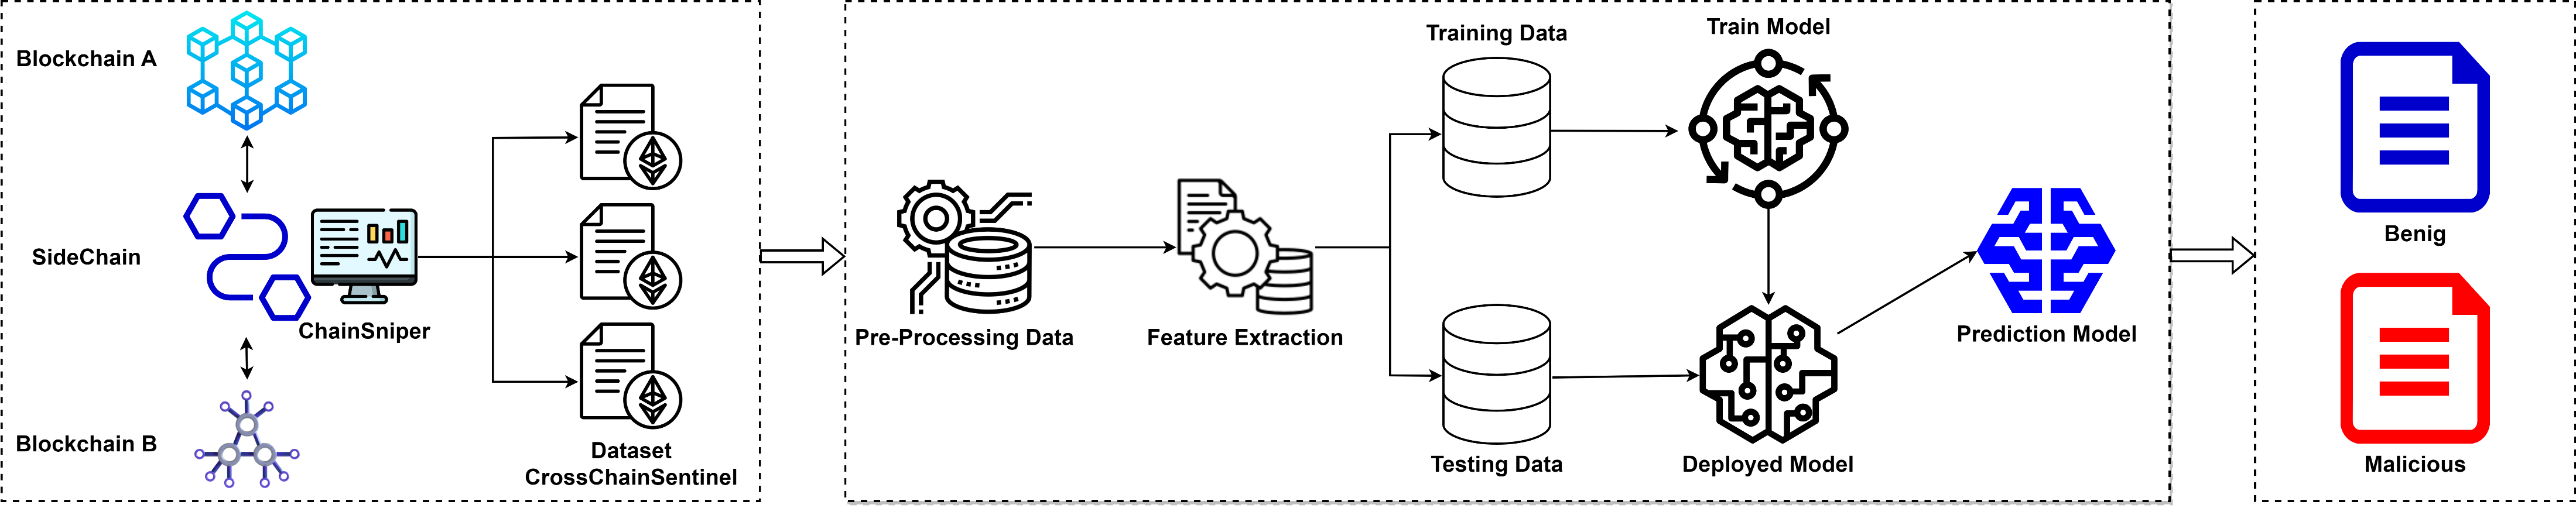 Blockchain A
SideChain
ChainSniper
Blockchain B
Dataset
CrossChainSentinel
Pre-Processing Data
Feature Extraction
Training Data
Testing Data
Train Model
Deployed Model
Prediction Model
Benig
Malicious